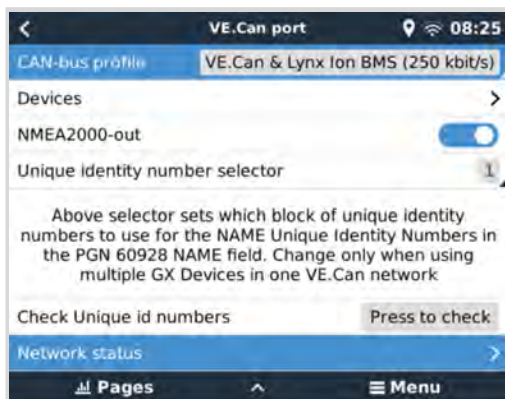 VE.Can port 08:25
CAN-bus profile VE.Can & Lynx Ion BMS (250 kbit/s)
Devices
NMEA2000-out
Unique identity number selector 1
Above selector sets which block of unique identity
numbers to use for the NAME Unique Identity Numbers in
the PGN 60928 NAME field. Change only when using
multiple GX Devices in one VE.Can network
Check Unique id numbers Press to check
Network status
Pages Menu